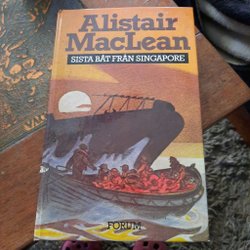 Alistair
MacLean
SISTA BÅT FRÅN SINGAPORE
FORUM